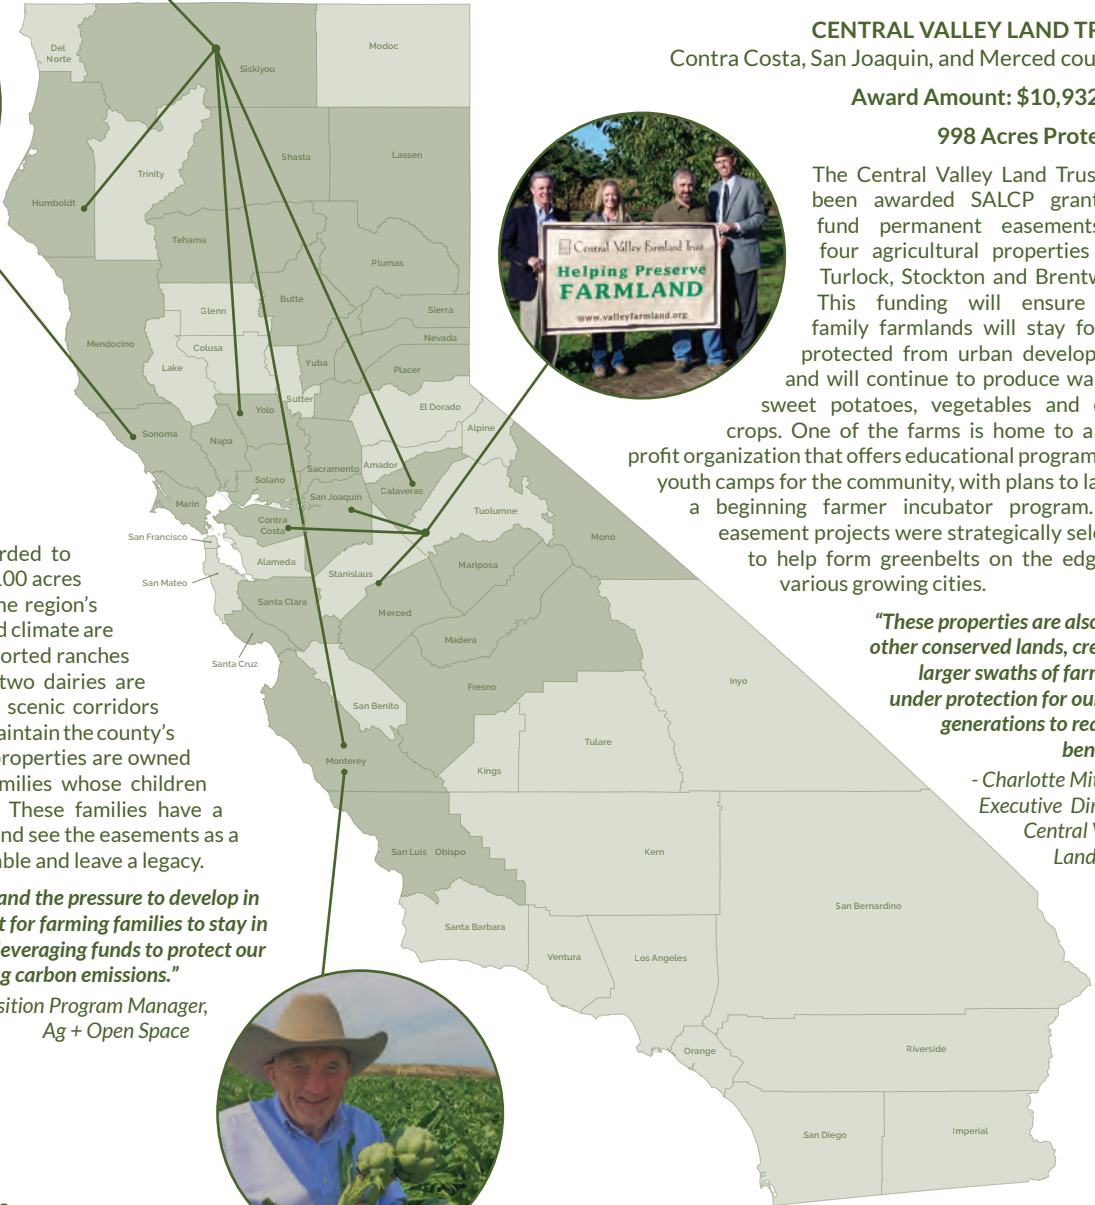 CENTRAL VALLEY LAND TR
Contra Costa, San Joaquin, and Merced cou
Award Amount: $10,932
998 Acres Prote
The Central Valley Land Trus
been awarded SALCP grant
fund permanent easements
four agricultural properties
Turlock, Stockton and Brentw
This funding will ensure
family farmlands will stay fo
protected from urban develop
and will continue to produce wa
sweet potatoes, vegetables and
crops. One of the farms is home to a
profit organization that offers educational program
youth camps for the community, with plans to la
a beginning farmer incubator program.
easement projects were strategically sele
to help form greenbelts on the edg
various growing cities.
“These properties are also
other conserved lands, cre
larger swaths of farm
under protection for ou
generations to rea
ben
- Charlotte Mit
Executive Dir
Central V
Land
Central Valley Farmland Trust
Helping Preserve
FARMLAND
www.valleyfarmland.org
Del
Norte
Siskiyou
Modoc
Trinity
Shasta
Lassen
Humboldt
Tehama
Plumas
Butte
Glenn
Sierra
Mendocino
Colusa
Nevada
Lake
Yuba
Placer
Sutter
Yolo
El Dorado
Sonoma
Napa
Alpine
Sacramento
Amador
Solano
Calaveras
Marin
San Joaquin
Tuolumne
Contra
Costa
San Francisco
Mono
Alameda
Stanislaus
Mariposa
San Mateo
Santa Clara
Merced
Madera
Santa Cruz
Fresno
Inyo
San Benito
Tulare
Monterey
Kings
San Luis Obispo
Kern
San Bernardino
Santa Barbara
Ventura
Los Angeles
Orange
Riverside
San Diego
Imperial
rded to
00 acres
ne region’s
d climate are
orted ranches
two dairies are
scenic corridors
aintain the county’s
properties are owned
milies whose children
These families have a
nd see the easements as a
able and leave a legacy.
and the pressure to develop in
t for farming families to stay in
leveraging funds to protect our
g carbon emissions.”
sition Program Manager,
Ag + Open Space